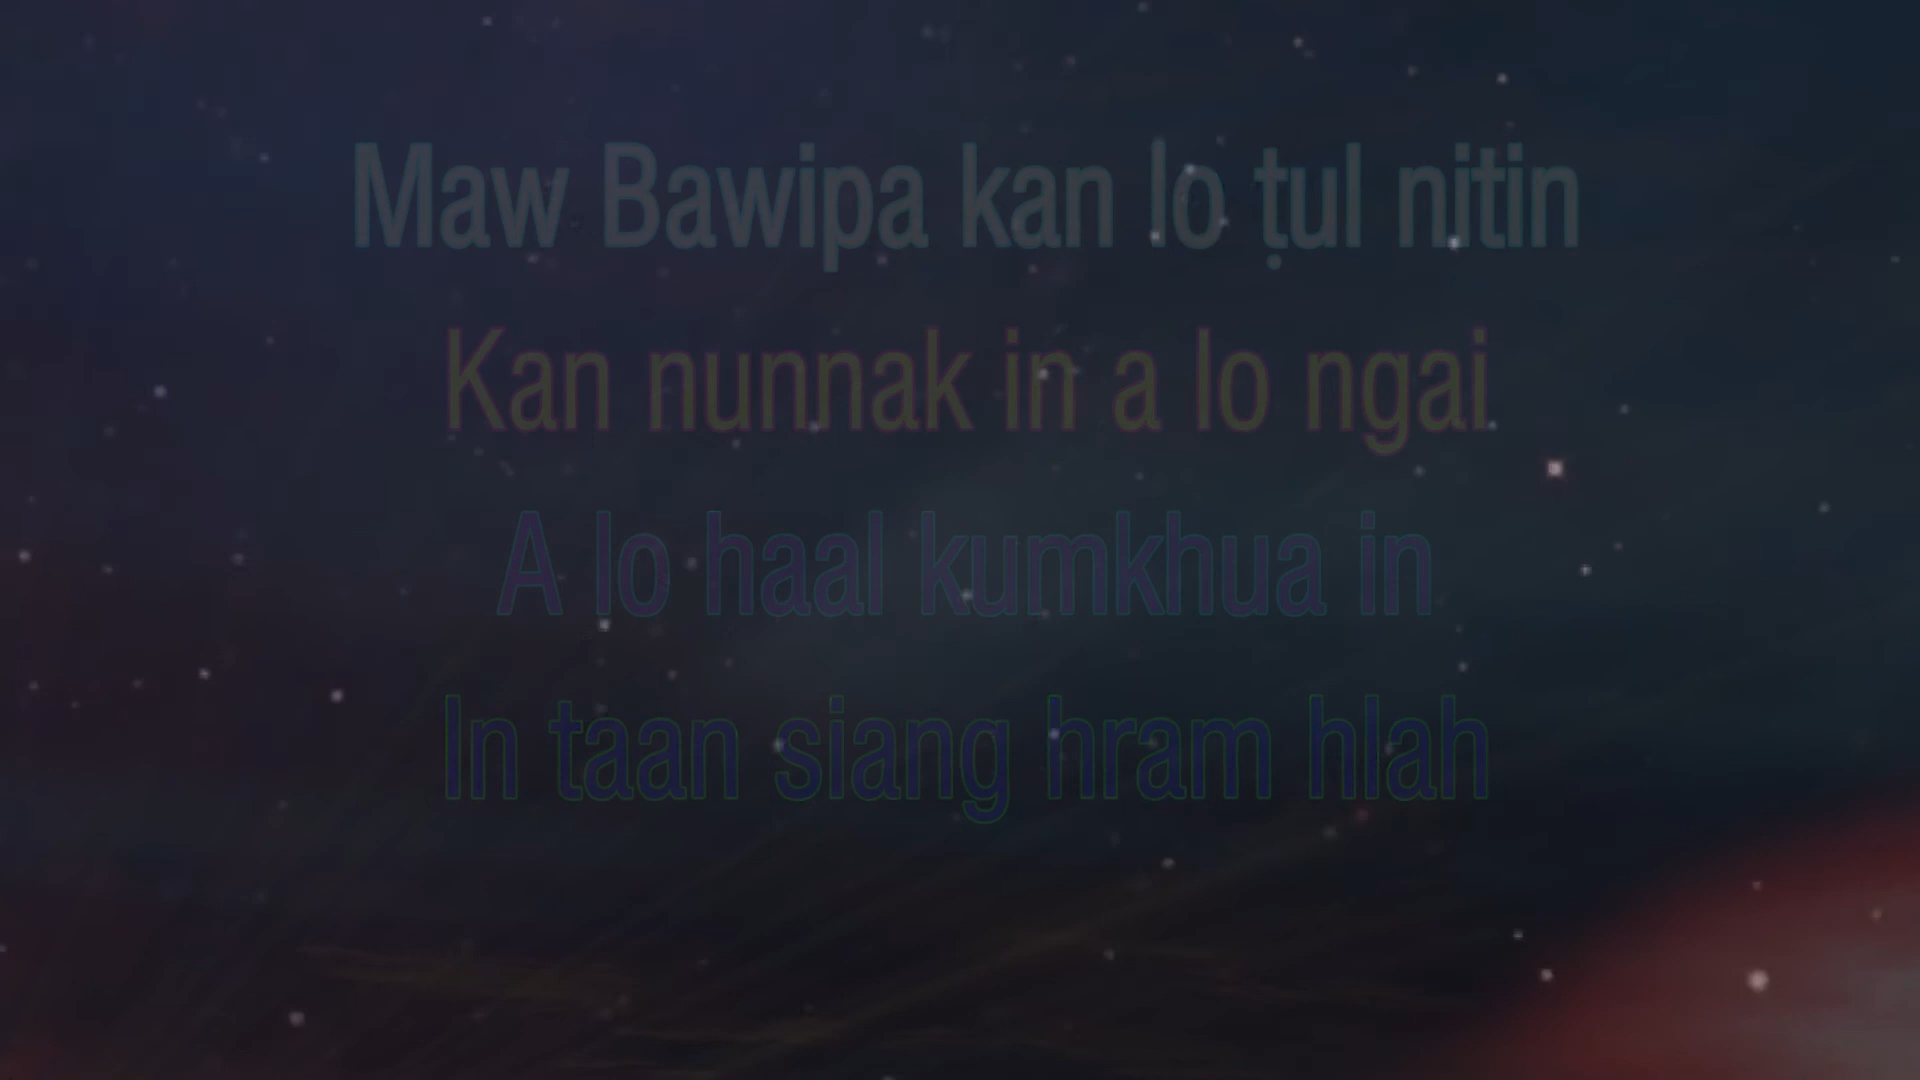 Maw Bawipa kan lo ṭul nitin
Kan nunnak in a lo ngai
A lo haal kumkhua in
In taan siang hram hlah